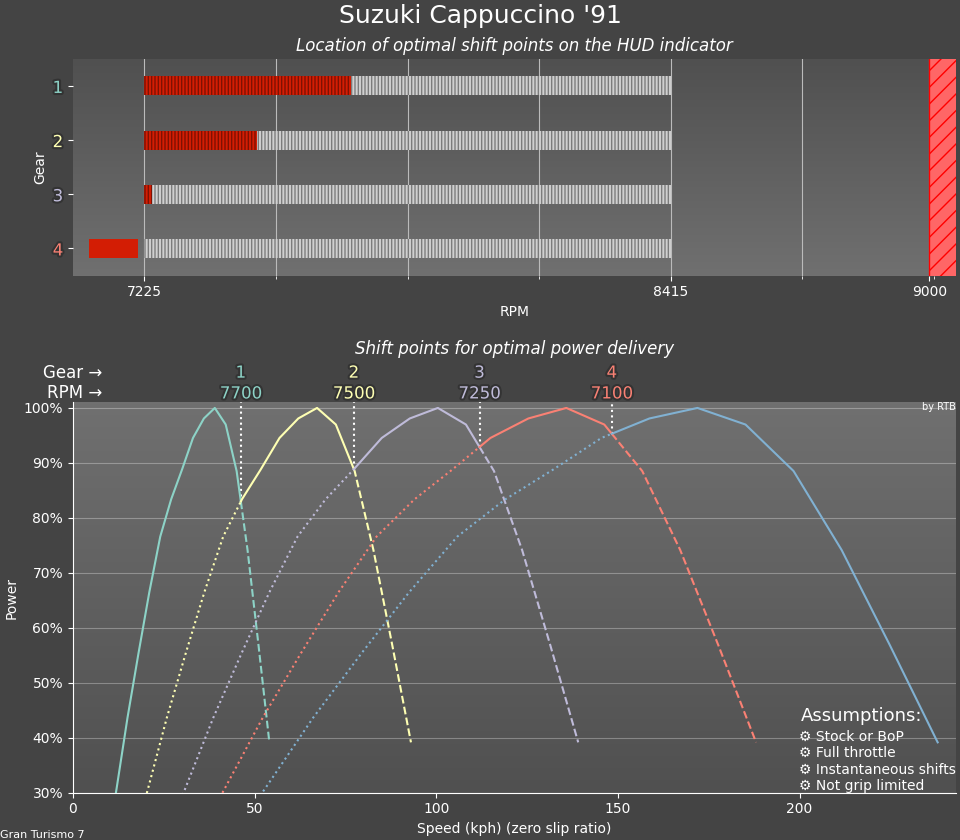 Suzuki Cappuccino '91
Location of optimal shift points on the HUD indicator
Gear
1
2
3
4
7225 8415 9000
RPM
Shift points for optimal power delivery
Gear → 1 2 3 4
RPM → 7700 7500 7250 7100
by RTB
Power
100%
90%
80%
70%
60%
50%
40%
30%
Assumptions:
⚙ Stock or BoP
⚙ Full throttle
⚙ Instantaneous shifts
⚙ Not grip limited
0 50 100 150 200
Speed (kph) (zero slip ratio)
Gran Turismo 7